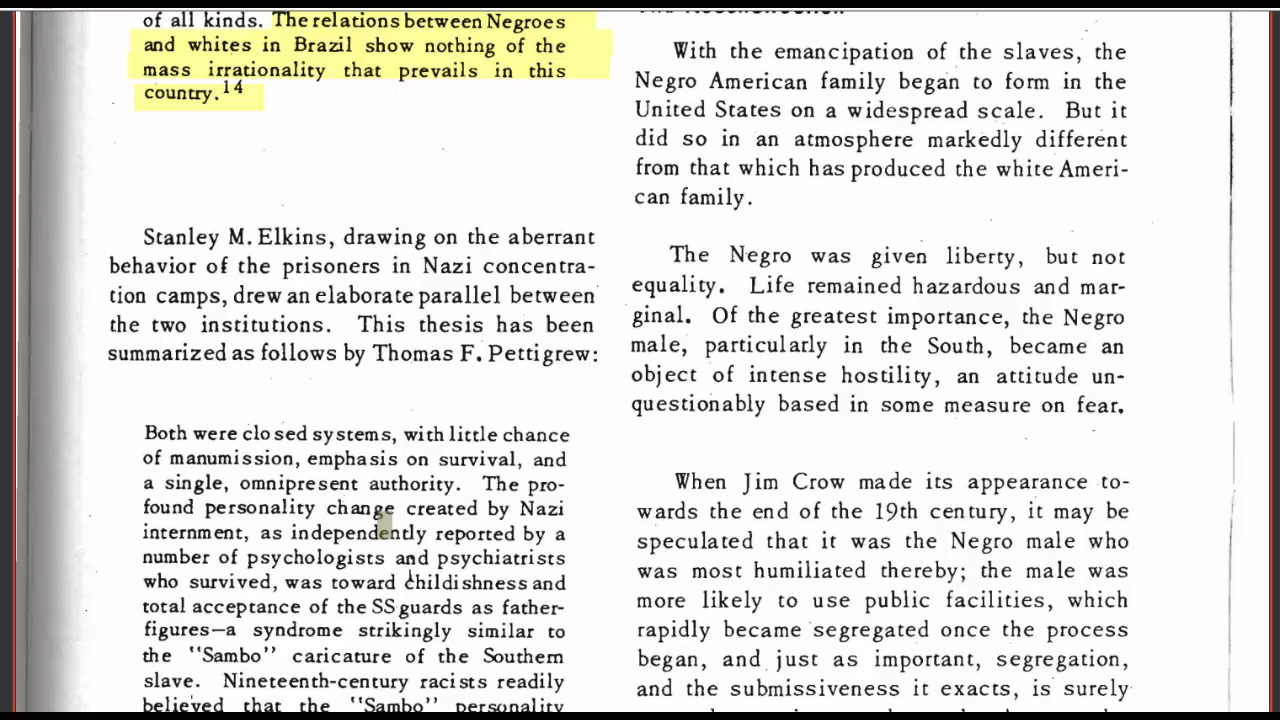 of all kinds. The relations between Negroes
and whites in Brazil show nothing of the
mass irrationality that prevails in this
country.14
Stanley M. Elkins, drawing on the aberrant
behavior of the prisoners in Nazi concentra-
tion camps, drew an elaborate parallel between
the two institutions. This thesis has been
summarized as follows by Thomas F. Pettigrew:
Both were closed systems, with little chance
of manumission, emphasis on survival, and
a single, omnipresent authority. The pro-
found personality change created by Nazi
internment, as independently reported by a
number of psychologists and psychiatrists
who survived, was toward childishness and
total acceptance of the SS guards as father-
figures—a syndrome strikingly similar to
the "Sambo" caricature of the Southern
slave. Nineteenth-century racists readily
believed that the "Sambo" personality
With the emancipation of the slaves, the
Negro American family began to form in the
United States on a widespread scale. But it
did so in an atmosphere markedly different
from that which has produced the white Ameri-
can family.
The Negro was given liberty, but not
equality. Life remained hazardous and mar-
ginal. Of the greatest importance, the Negro
male, particularly in the South, became an
object of intense hostility, an attitude un-
questionably based in some measure on fear.
When Jim Crow made its appearance to-
wards the end of the 19th century, it may be
speculated that it was the Negro male who
was most humiliated thereby; the male was
more likely to use public facilities, which
rapidly became segregated once the process
began, and just as important, segregation,
and the submissiveness it exacts, is surely